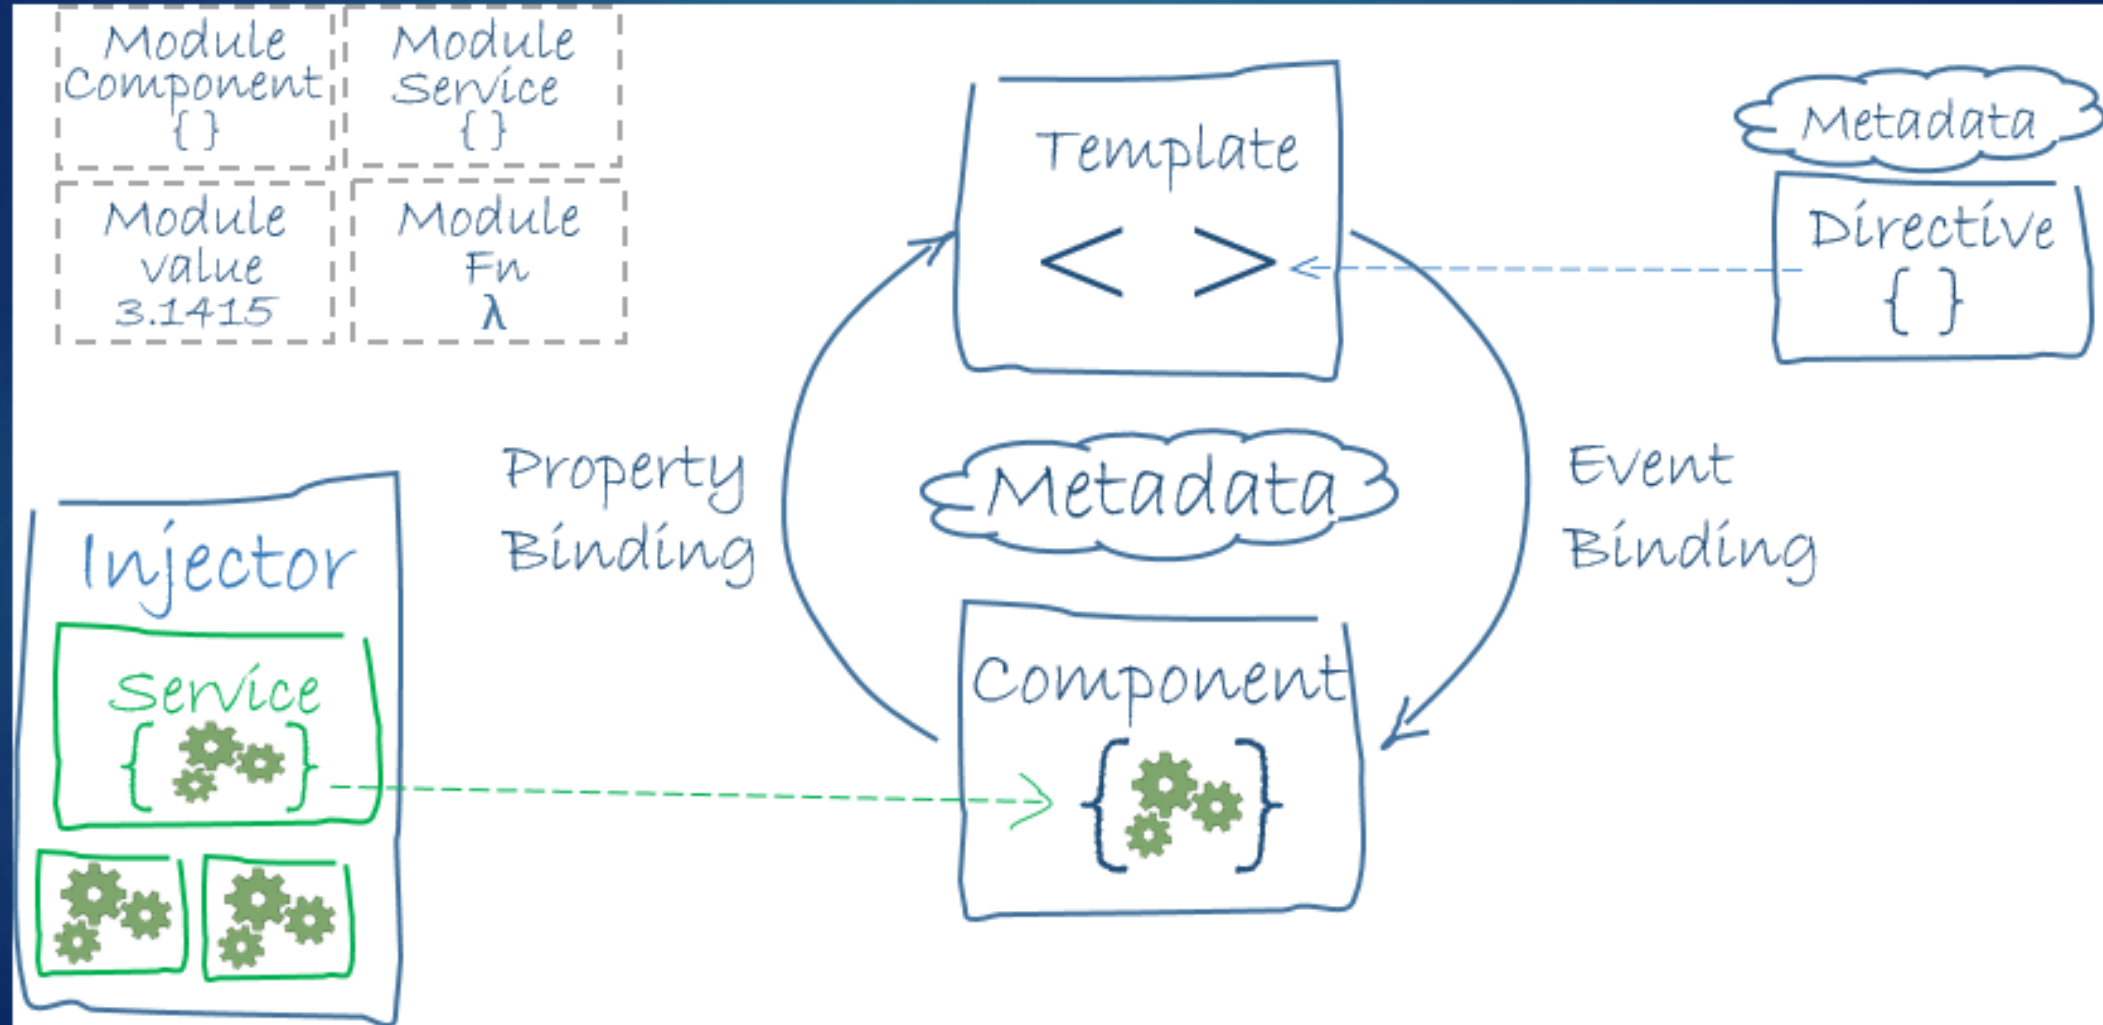 Module
Component
{ }
Module
Service
{ }
Module
value
3.1415
Module
Fn
λ
Template
< >
Metadata
Directive
{ }
Property
Binding
Metadata
Event
Binding
Injector
Service
{ }
Component
{ }